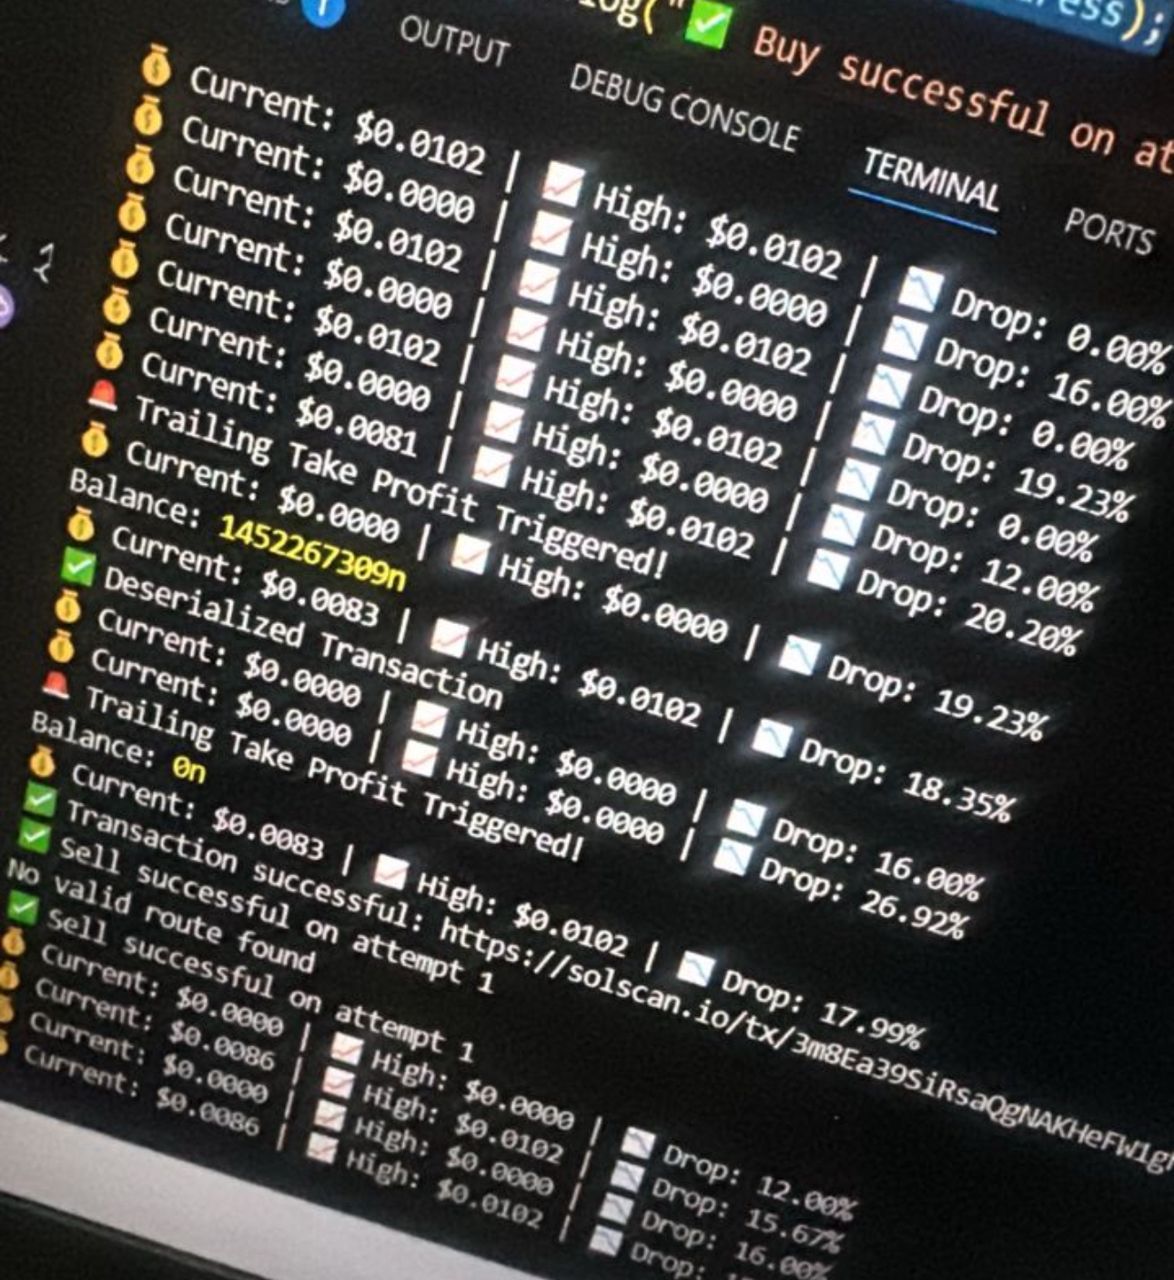 log("✅ Buy successful on at
ress);
OUTPUT DEBUG CONSOLE TERMINAL PORTS
💰 Current: $0.0102 | 📈 High: $0.0102 | 📉 Drop: 0.00%
💰 Current: $0.0000 | 📈 High: $0.0000 | 📉 Drop: 16.00%
💰 Current: $0.0102 | 📈 High: $0.0102 | 📉 Drop: 0.00%
💰 Current: $0.0000 | 📈 High: $0.0000 | 📉 Drop: 19.23%
💰 Current: $0.0102 | 📈 High: $0.0102 | 📉 Drop: 0.00%
💰 Current: $0.0000 | 📈 High: $0.0000 | 📉 Drop: 12.00%
💰 Current: $0.0081 | 📈 High: $0.0102 | 📉 Drop: 20.20%
🚨 Trailing Take Profit Triggered!
💰 Current: $0.0000 | 📈 High: $0.0000 | 📉 Drop: 19.23%
Balance: 1452267309n
💰 Current: $0.0083 | 📈 High: $0.0102 | 📉 Drop: 18.35%
✅ Deserialized Transaction
💰 Current: $0.0000 | 📈 High: $0.0000 | 📉 Drop: 16.00%
💰 Current: $0.0000 | 📈 High: $0.0000 | 📉 Drop: 26.92%
🚨 Trailing Take Profit Triggered!
Balance: 0n
💰 Current: $0.0083 | 📈 High: $0.0102 | 📉 Drop: 17.99%
✅ Transaction successful: https://solscan.io/tx/3m8Ea39SiRsaQgNAKHeFW1g
✅ Sell successful on attempt 1
No valid route found
✅ Sell successful on attempt 1
💰 Current: $0.0000 | 📈 High: $0.0000 | 📉 Drop: 12.00%
💰 Current: $0.0086 | 📈 High: $0.0102 | 📉 Drop: 15.67%
💰 Current: $0.0000 | 📈 High: $0.0000 | 📉 Drop: 16.00%
💰 Current: $0.0086 | 📈 High: $0.0102 | 📉 Drop: